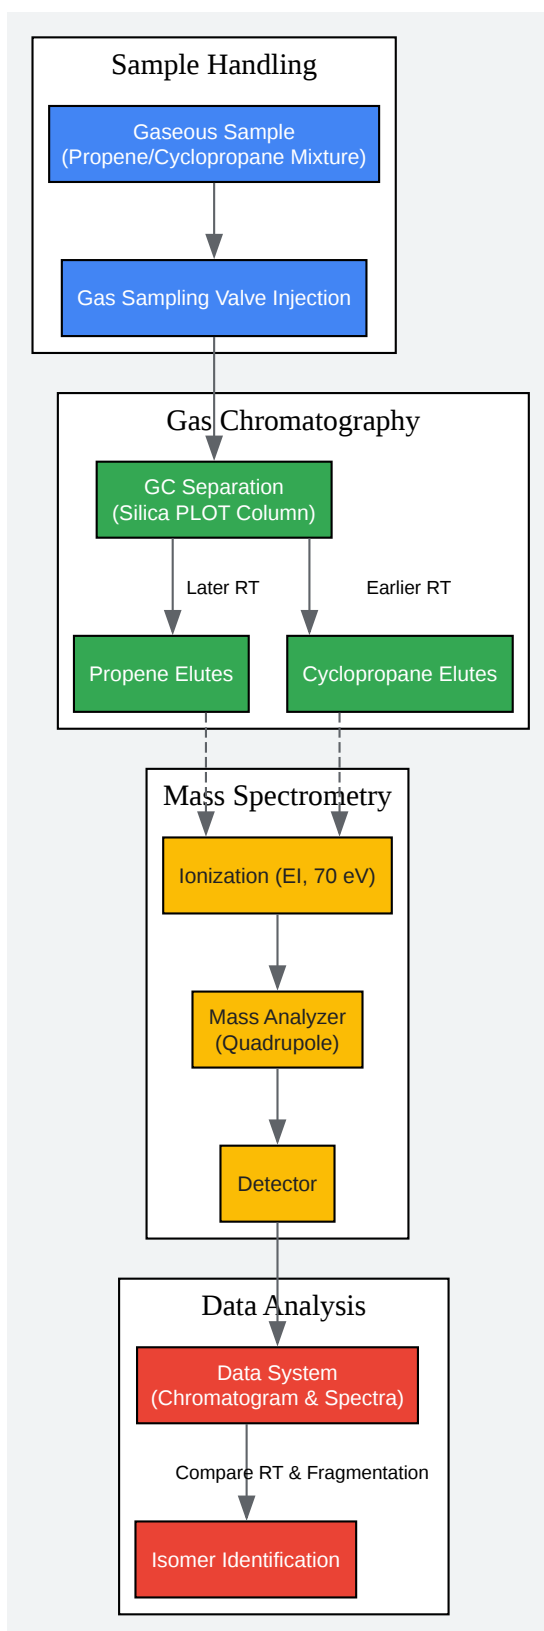 Sample Handling
Gaseous Sample
(Propene/Cyclopropane Mixture)
Gas Sampling Valve Injection
Gas Chromatography
GC Separation
(Silica PLOT Column)
Later RT
Earlier RT
Propene Elutes
Cyclopropane Elutes
Mass Spectrometry
Ionization (EI, 70 eV)
Mass Analyzer
(Quadrupole)
Detector
Data Analysis
Data System
(Chromatogram & Spectra)
Compare RT & Fragmentation
Isomer Identification